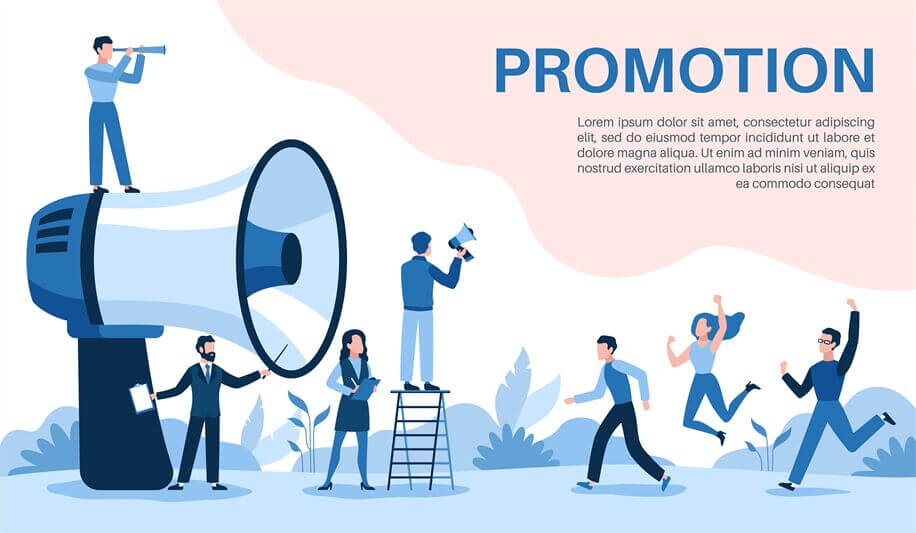 PROMOTION
Lorem ipsum dolor sit amet, consectetur adipiscing
elit, sed do eiusmod tempor incididunt ut labore et
dolore magna aliqua. Ut enim ad minim veniam, quis
nostrud exercitation ullamco laboris nisi ut aliquip ex
ea commodo consequat